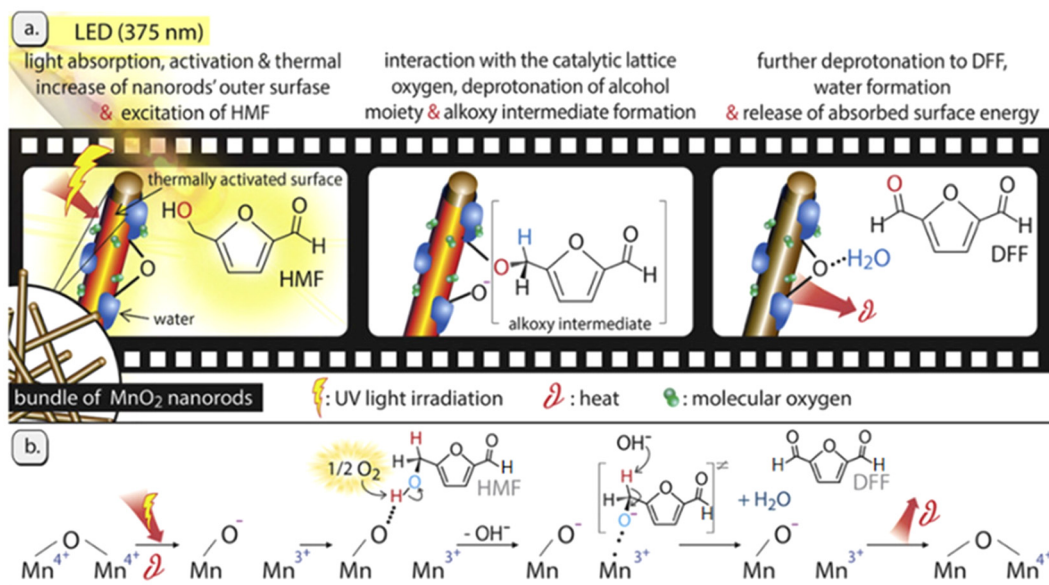 a.
LED (375 nm)
light absorption, activation & thermal
increase of nanorods' outer surfase
& excitation of HMF
interaction with the catalytic lattice
oxygen, deprotonation of alcohol
moiety & alkoxy intermediate formation
further deprotonation to DFF,
water formation
& release of absorbed surface energy
thermally activated surface
HO
O
O
H
O
HMF
water
H
O
H
O
O
H
O⁻
alkoxy intermediate
O
H
O
O
H
O
H2O
DFF
ϑ
bundle of MnO₂ nanorods
: UV light irradiation
ϑ : heat
: molecular oxygen
b.
1/2 O₂
H
H
O
O
O
H
H
HMF
OH⁻
H
H
O
O
H
O⁻
≠
O
H
O
O
H
DFF
+ H₂O
ϑ
O
Mn⁴⁺ Mn⁴⁺
ϑ
O⁻
Mn Mn³⁺
O
Mn Mn³⁺
- OH⁻
O⁻
Mn Mn³⁺
O⁻
Mn Mn³⁺
O
Mn Mn⁴⁺